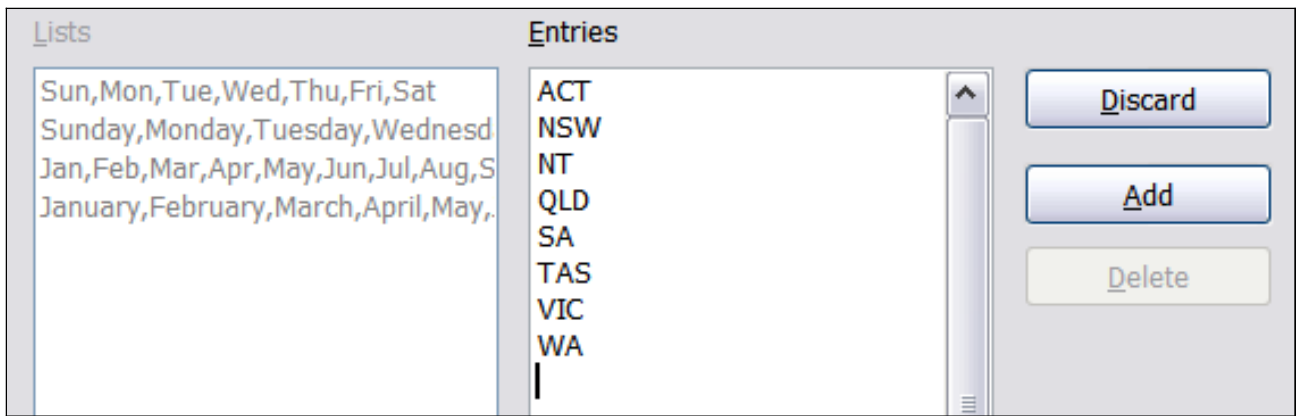 Lists
Sun,Mon,Tue,Wed,Thu,Fri,Sat
Sunday,Monday,Tuesday,Wednesd
Jan,Feb,Mar,Apr,May,Jun,Jul,Aug,S
January,February,March,April,May,.
Entries
ACT
NSW
NT
QLD
SA
TAS
VIC
WA
Discard
Add
Delete